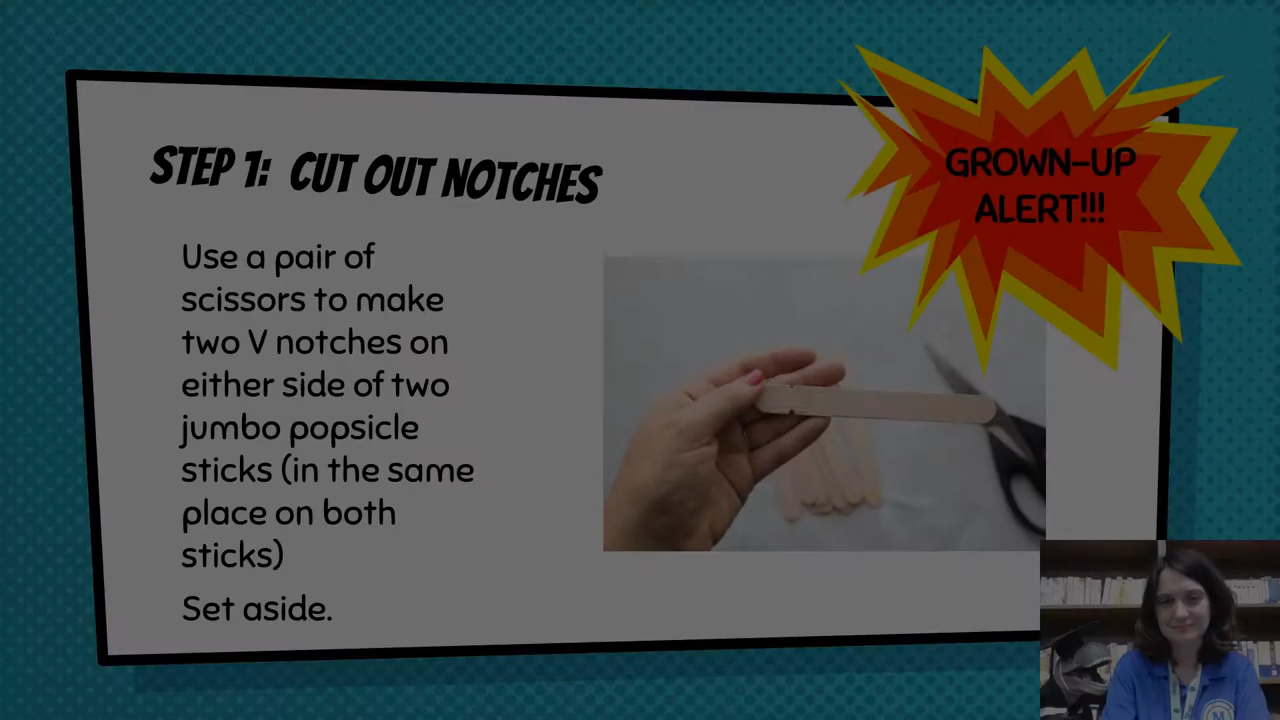 STEP 1: CUT OUT NOTCHES
GROWN-UP
ALERT!!!
Use a pair of
scissors to make
two V notches on
either side of two
jumbo popsicle
sticks (in the same
place on both
sticks)
Set aside.